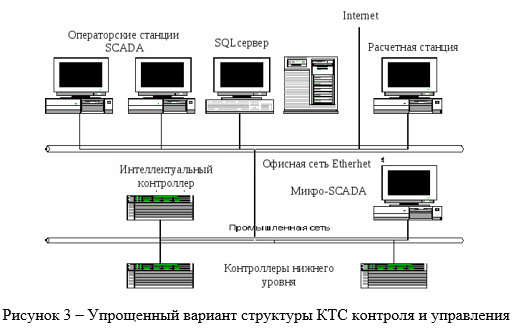 Internet
Операторские станции
SCADA
SQLсервер
Расчетная станция
Офисная сеть Etherhet
Интеллектуальный
контроллер
Микро-SCADA
Промышленная сеть
Контроллеры нижнего
уровня
Рисунок 3 – Упрощенный вариант структуры КТС контроля и управления